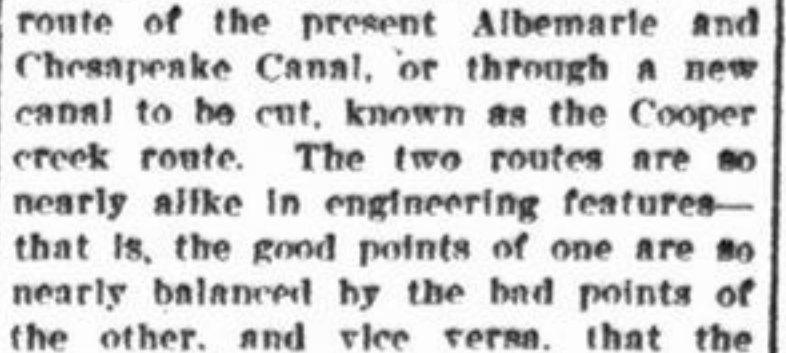 route of the present Albemarle and
Chesapeake Canal, or through a new
canal to be cut, known as the Cooper
creek route. The two routes are so
nearly alike in engineering features—
that is, the good points of one are so
nearly balanced by the bad points of
the other, and vice versa, that the